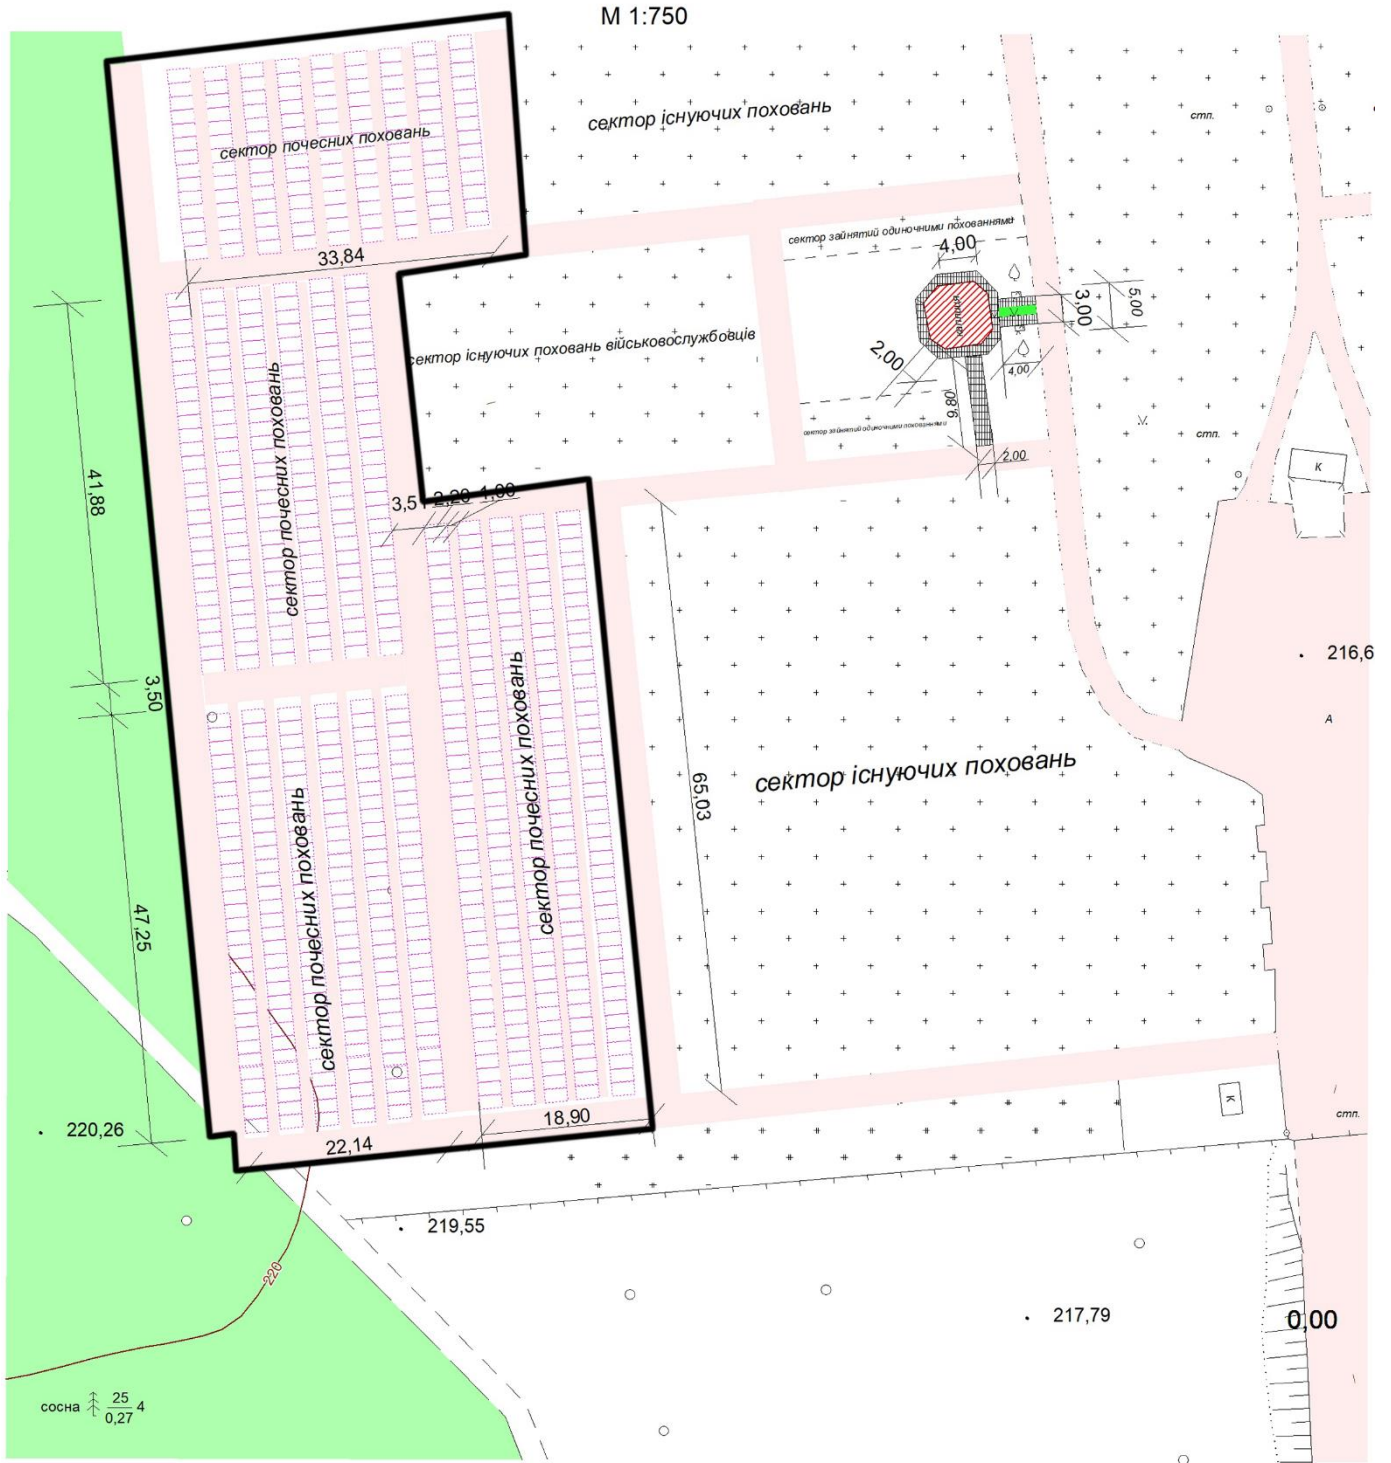 М 1:750
сектор почесних поховань
сектор існуючих поховань
стп.
33,84
сектор зайнятий одиночними похованнями
4,00
каплиця
3,00
5,00
сектор існуючих поховань військовослужбовців
2,00
4,00
9,80
сектор зайнятий одиночними похованнями
2,00
стп.
К
41,88
сектор почесних поховань
3,51
2,20
1,00
216,6
А
3,50
65,03
сектор існуючих поховань
сектор почесних поховань
47,25
сектор почесних поховань
К
стп.
220,26
22,14
18,90
219,55
220
217,79
0,00
сосна
25
0,27
4